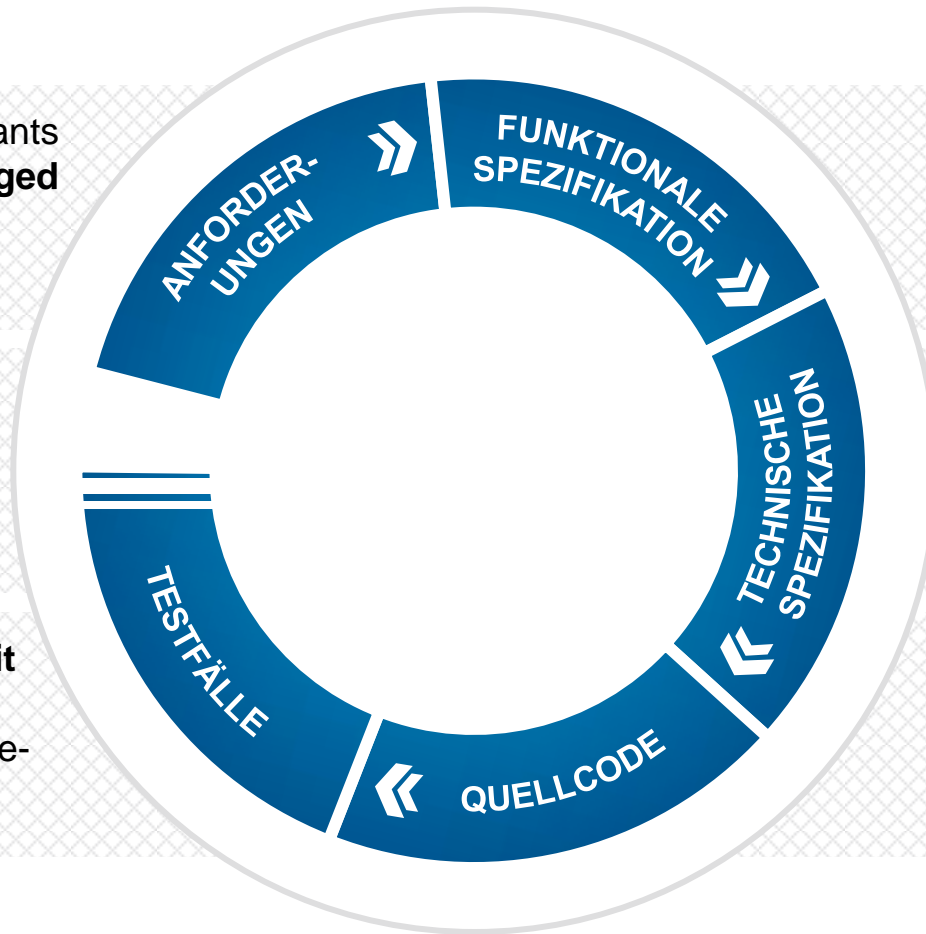 ants
ged
it
e-
ANFORDER-
UNGEN
FUNKTIONALE
SPEZIFIKATION
TECHNISCHE
SPEZIFIKATION
QUELLCODE
TESTFÄLLE